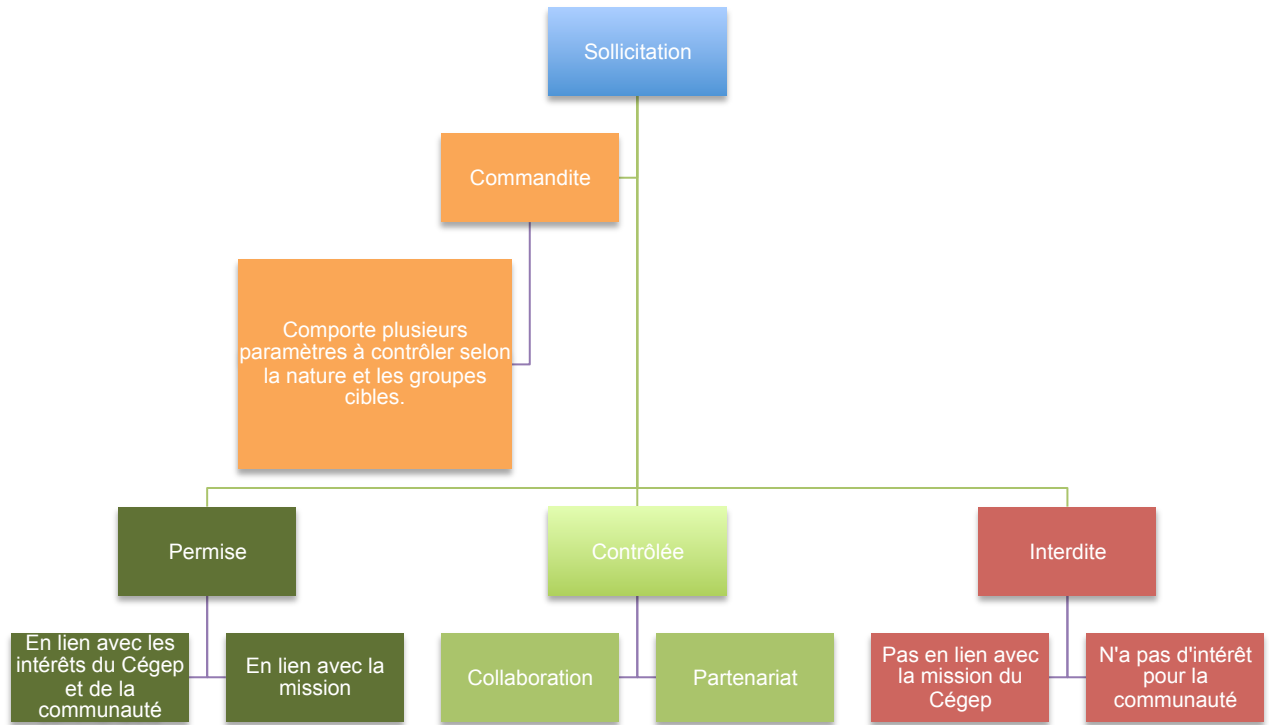 Sollicitation
Commandite
Comporte plusieurs
paramètres à contrôler selon
la nature et les groupes
cibles.
Permise
Contrôlée
Interdite
En lien avec les
intérêts du Cégep
et de la
communauté
En lien avec la
mission
Collaboration
Partenariat
Pas en lien avec
la mission du
Cégep
N'a pas d'intérêt
pour la
communauté